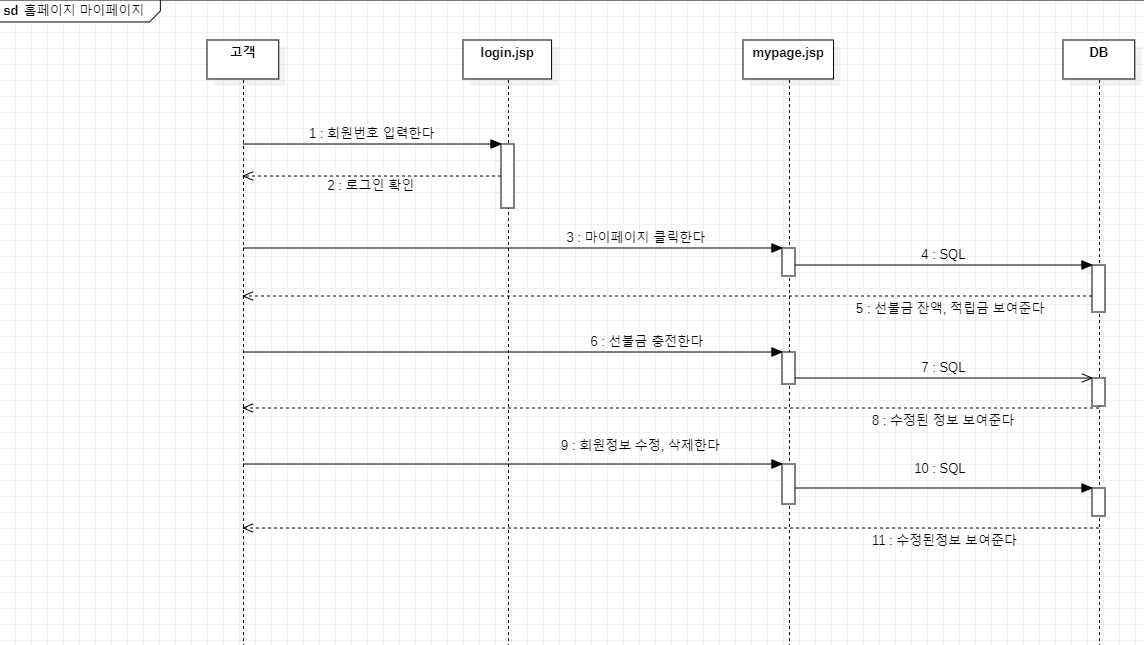 sd 홈페이지 마이페이지
고객
login.jsp
mypage.jsp
DB
1 : 회원번호 입력한다
2 : 로그인 확인
3 : 마이페이지 클릭한다
4 : SQL
5 : 선불금 잔액, 적립금 보여준다
6 : 선불금 충전한다
7 : SQL
8 : 수정된 정보 보여준다
9 : 회원정보 수정, 삭제한다
10 : SQL
11 : 수정된정보 보여준다